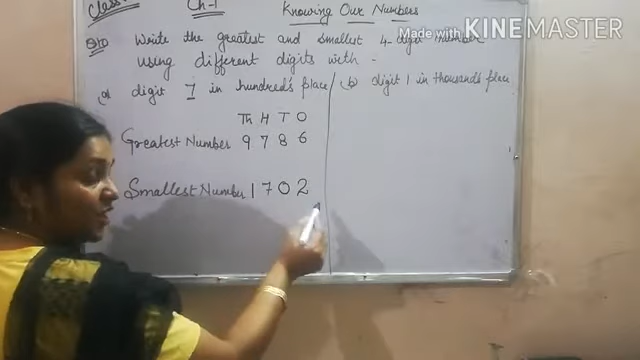 Class Ch-1 Knowing Our Numbers
Made with KINEMASTER
Q10 Write the greatest and smallest 4-digit number
using different digits with -
(a) digit 7 in hundred's place
(b) digit 1 in thousand's place
Th H T O
Greatest Number 9 7 8 6
Smallest Number 1 7 0 2